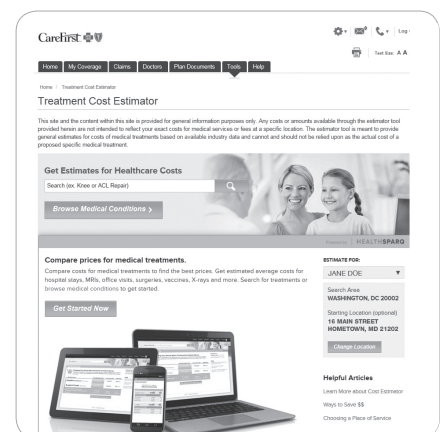 CareFirst
Log
Text Size: A A
Home My Coverage Claims Doctors Plan Documents Tools Help
Home / Treatment Cost Estimator
Treatment Cost Estimator
This site and the content within this site is provided for general information purposes only. Any costs or amounts available through the estimator tool
provided herein are not intended to reflect your exact costs for medical services or fees at a specific location. The estimator tool is meant to provide
general estimates for costs of medical treatments based on available industry data and cannot and should not be relied upon as the actual cost of a
proposed specific medical treatment.
Get Estimates for Healthcare Costs
Search (ex. Knee or ACL Repair)
Browse Medical Conditions >
Powered by HEALTHSPARQ
Compare prices for medical treatments.
Compare costs for medical treatments to find the best prices. Get estimated average costs for
hospital stays, MRIs, office visits, surgeries, vaccines, X-rays and more. Search for treatments or
browse medical conditions to get started.
Get Started Now
ESTIMATE FOR:
JANE DOE
Search Area
WASHINGTON, DC 20002
Starting Location (optional)
16 MAIN STREET
HOMETOWN, MD 21202
Change Location
Helpful Articles
Learn More about Cost Estimator
Ways to Save $$
Choosing a Place of Service